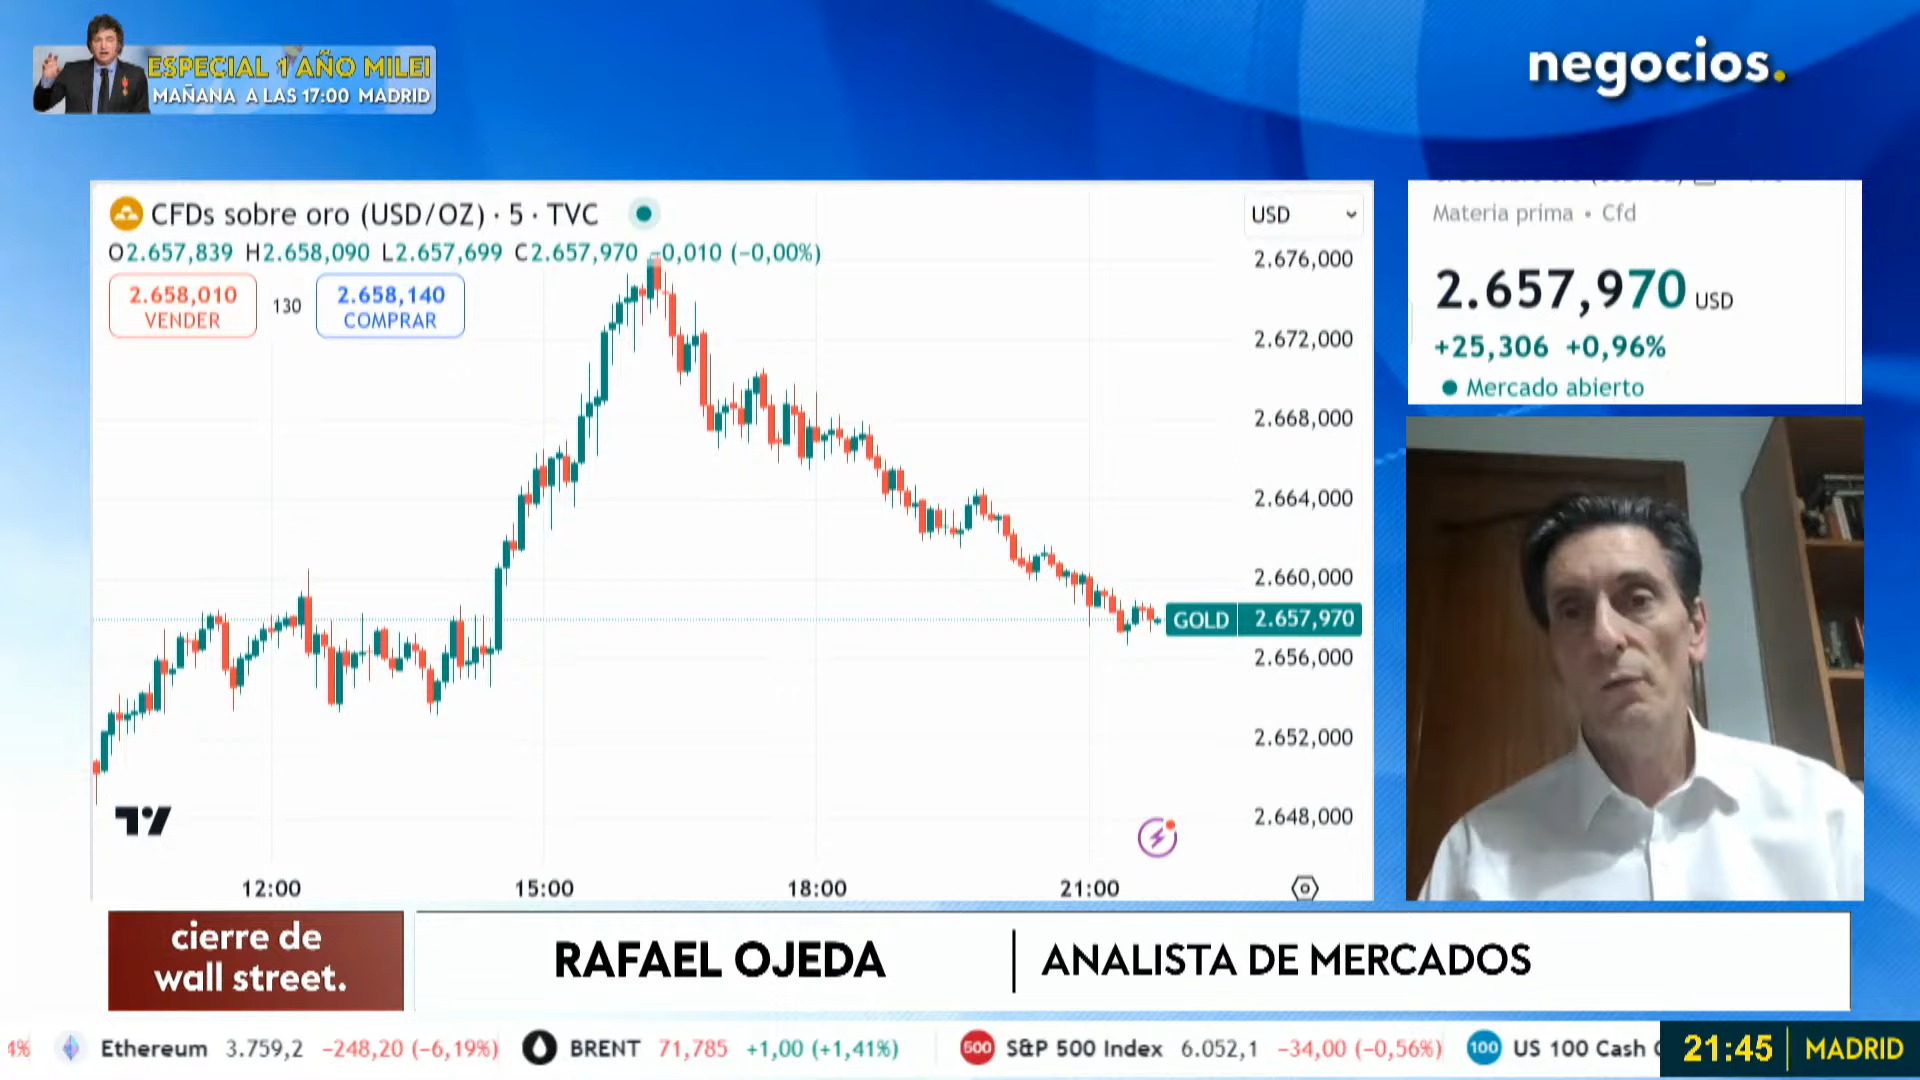 ESPECIAL 1 AÑO MILEI
MAÑANA A LAS 17:00 MADRID
negocios.
CFDs sobre oro (USD/OZ) · 5 · TVC
O2.657,839 H2.658,090 L2.657,699 C2.657,970 −0,010 (−0,00%)
2.658,010
VENDER
130
2.658,140
COMPRAR
USD
2.676,000
2.672,000
2.668,000
2.664,000
2.660,000
GOLD 2.657,970
2.656,000
2.652,000
2.648,000
12:00 15:00 18:00 21:00
Materia prima • Cfd
2.657,970 USD
+25,306 +0,96%
Mercado abierto
cierre de
wall street.
RAFAEL OJEDA
ANALISTA DE MERCADOS
4% Ethereum 3.759,2 −248,20 (−6,19%) BRENT 71,785 +1,00 (+1,41%) 500 S&P 500 Index 6.052,1 −34,00 (−0,56%) 100 US 100 Cash
21:45 MADRID